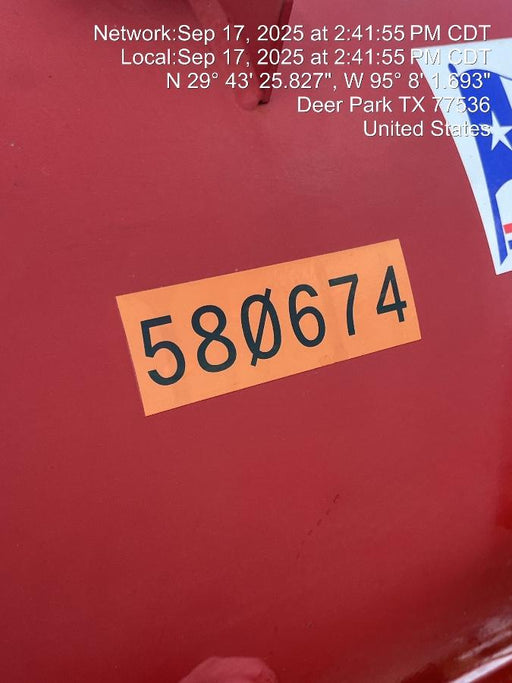 Network:Sep 17, 2025 at 2:41:55 PM CDT
Local:Sep 17, 2025 at 2:41:55 PM CDT
N 29° 43' 25.827", W 95° 8' 1.693"
Deer Park TX 77536
United States
580674